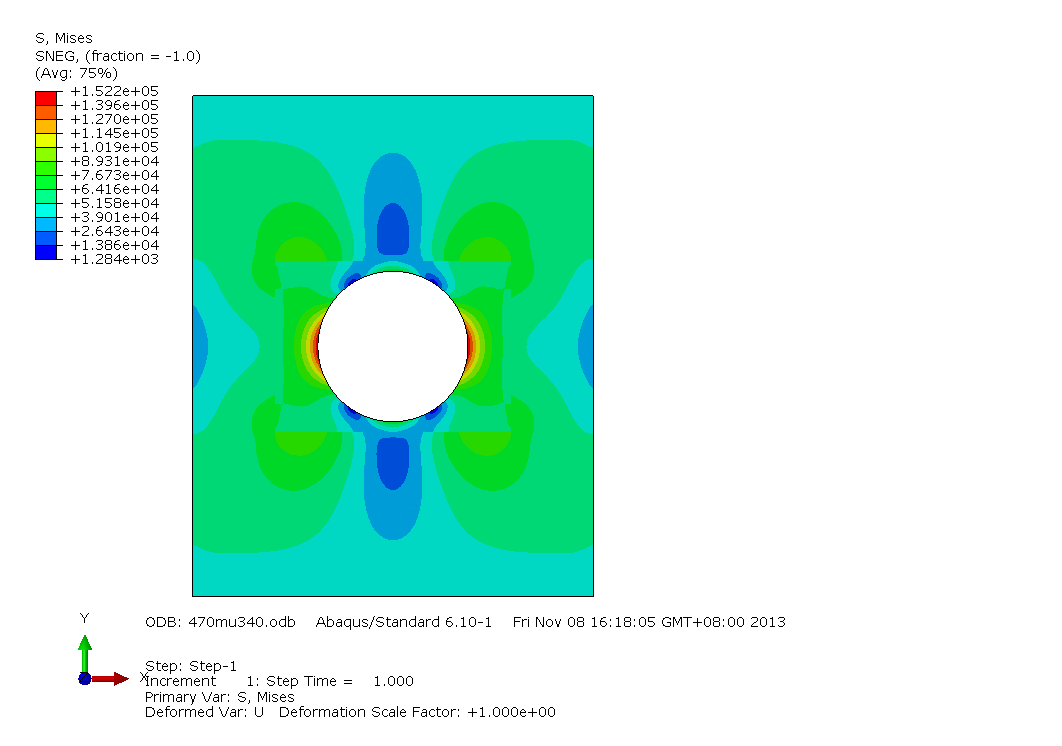 S, Mises
SNEG, (fraction = -1.0)
(Avg: 75%)
+1.522e+05
+1.396e+05
+1.270e+05
+1.145e+05
+1.019e+05
+8.931e+04
+7.673e+04
+6.416e+04
+5.158e+04
+3.901e+04
+2.643e+04
+1.386e+04
+1.284e+03
Y
X
ODB: 470mu340.odb Abaqus/Standard 6.10-1 Fri Nov 08 16:18:05 GMT+08:00 2013
Step: Step-1
Increment 1: Step Time = 1.000
Primary Var: S, Mises
Deformed Var: U Deformation Scale Factor: +1.000e+00